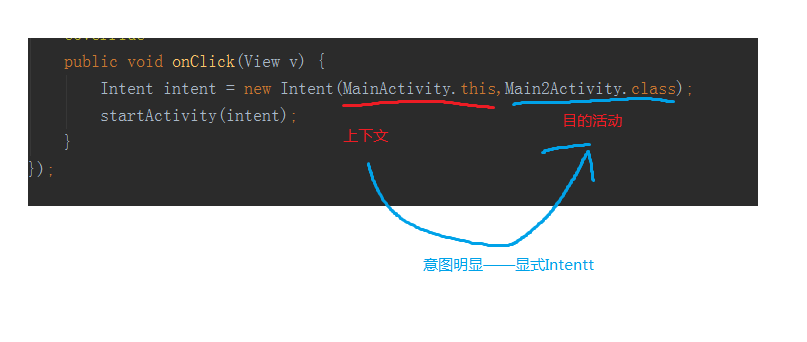 public void onClick(View v) {
Intent intent = new Intent(MainActivity.this,Main2Activity.class);
startActivity(intent);
}
});
目的活动
上下文
意图明显——显式Intentt